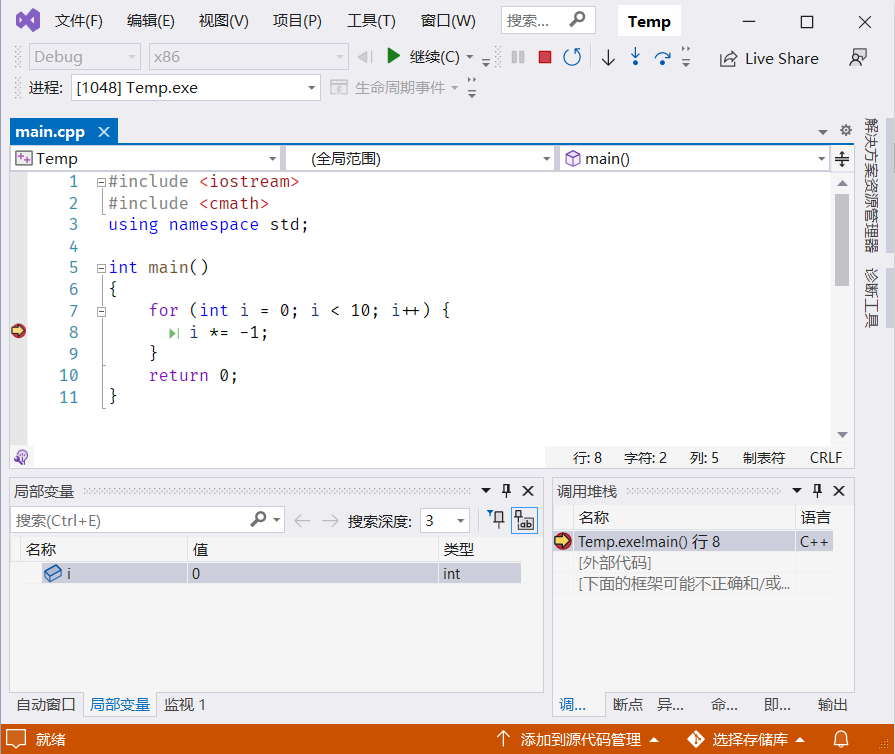 文件(F) 编辑(E) 视图(V) 项目(P) 工具(T) 窗口(W) 搜索... Temp
Debug x86 继续(C) Live Share
进程: [1048] Temp.exe 生命周期事件
main.cpp
Temp (全局范围) main()
1 #include <iostream>
2 #include <cmath>
3 using namespace std;
4
5 int main()
6 {
7 for (int i = 0; i < 10; i++) {
8 i *= -1;
9 }
10 return 0;
11 }
行: 8 字符: 2 列: 5 制表符 CRLF
解决方案资源管理器
诊断工具
局部变量
搜索(Ctrl+E) 搜索深度: 3
名称 值 类型
i 0 int
自动窗口 局部变量 监视 1
调用堆栈
名称 语言
Temp.exe!main() 行 8 C++
[外部代码]
[下面的框架可能不正确和/或...
调... 断点 异... 命... 即... 输出
就绪 添加到源代码管理 选择存储库